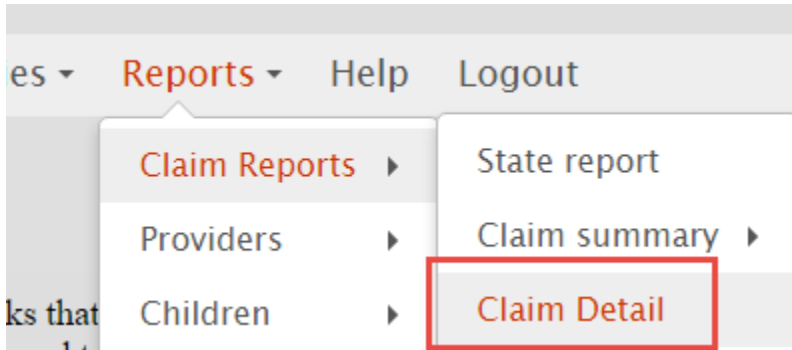 es Reports Help Logout
Claim Reports
Providers
Children
State report
Claim summary
Claim Detail
ks that